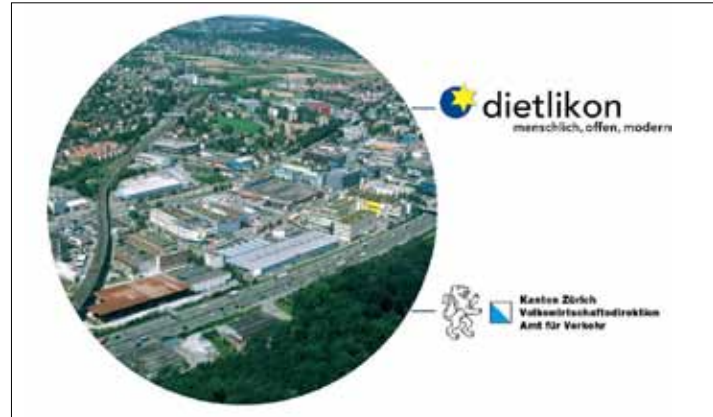 dietlikon
menschlich, offen, modern
Kanton Zürich
Volkswirtschaftsdirektion
Amt für Verkehr